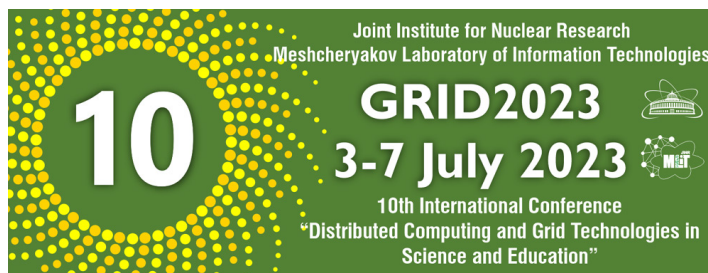 10
Joint Institute for Nuclear Research
Meshcheryakov Laboratory of Information Technologies
GRID2023
3-7 July 2023
MLIT
10th International Conference
“Distributed Computing and Grid Technologies in
Science and Education”